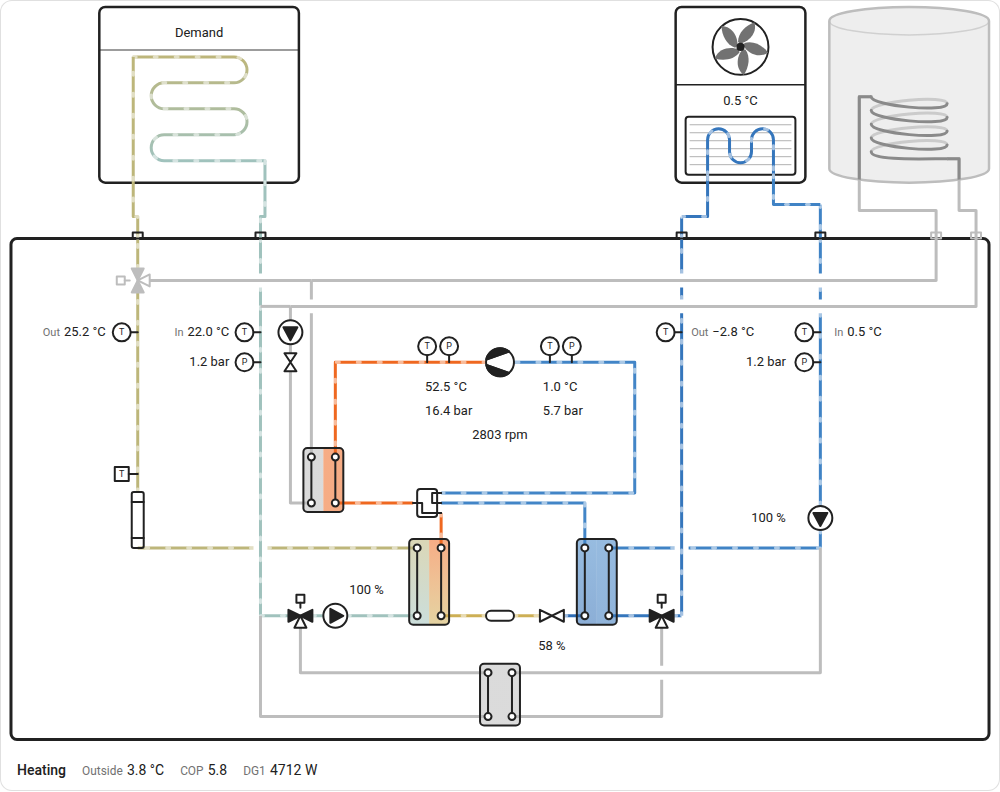 Demand
0.5 °C
Out 25.2 °C T
In 22.0 °C T
T Out −2.8 °C
T In 0.5 °C
1.2 bar P
1.2 bar P
T P
T P
52.5 °C
1.0 °C
16.4 bar
5.7 bar
2803 rpm
T
100 %
100 %
58 %
Heating Outside 3.8 °C COP 5.8 DG1 4712 W